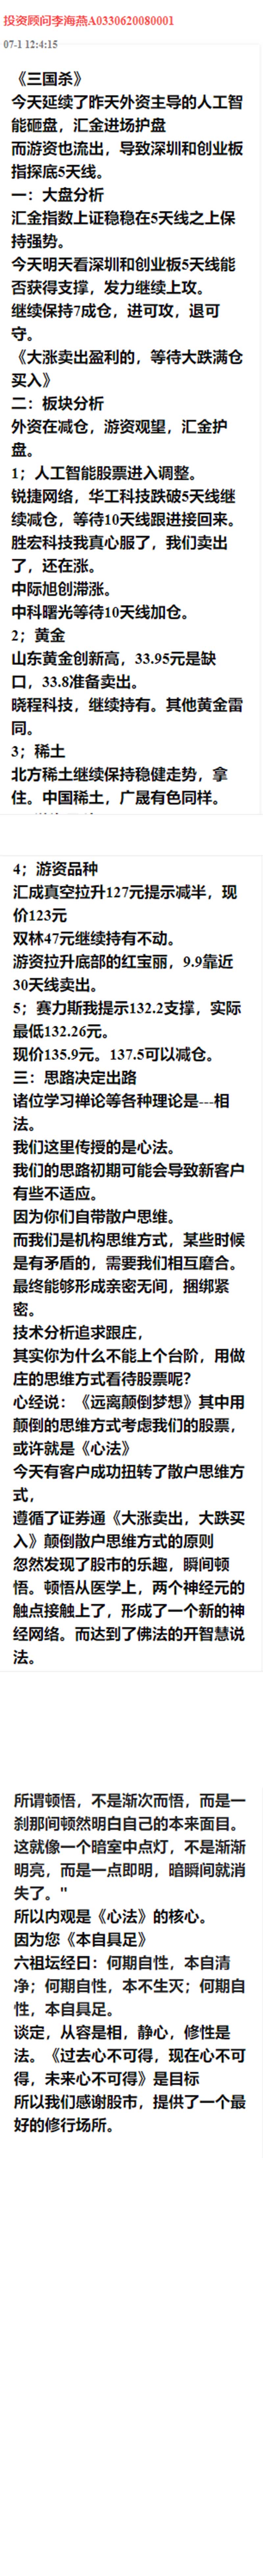 投资顾问李海燕A0330620080001
07-1 12:4:15
《三国杀》
今天延续了昨天外资主导的人工智
能砸盘，汇金进场护盘
而游资也流出，导致深圳和创业板
指探底5天线。
一：大盘分析
汇金指数上证稳稳在5天线之上保
持强势。
今天明天看深圳和创业板5天线能
否获得支撑，发力继续上攻。
继续保持7成仓，进可攻，退可
守。
《大涨卖出盈利的，等待大跌满仓
买入》
二：板块分析
外资在减仓，游资观望，汇金护
盘。
1；人工智能股票进入调整。
锐捷网络，华工科技跌破5天线继
续减仓，等待10天线跟进接回来。
胜宏科技我真心服了，我们卖出
了，还在涨。
中际旭创滞涨。
中科曙光等待10天线加仓。
2；黄金
山东黄金创新高，33.95元是缺
口，33.8准备卖出。
晓程科技，继续持有。其他黄金雷
同。
3；稀土
北方稀土继续保持稳健走势，拿
住。中国稀土，广晟有色同样。
4；游资品种
汇成真空拉升127元提示减半，现
价123元
双林47元继续持有不动。
游资拉升底部的红宝丽，9.9靠近
30天线卖出。
5；赛力斯我提示132.2支撑，实际
最低132.26元。
现价135.9元。137.5可以减仓。
三：思路决定出路
诸位学习禅论等各种理论是---相
法。
我们这里传授的是心法。
我们的思路初期可能会导致新客户
有些不适应。
因为你们自带散户思维。
而我们是机构思维方式，某些时候
是有矛盾的，需要我们相互磨合。
最终能够形成亲密无间，捆绑紧
密。
技术分析追求跟庄，
其实你为什么不能上个台阶，用做
庄的思维方式看待股票呢？
心经说：《远离颠倒梦想》其中用
颠倒的思维方式考虑我们的股票，
或许就是《心法》
今天有客户成功扭转了散户思维方
式，
遵循了证券通《大涨卖出，大跌买
入》颠倒散户思维方式的原则
忽然发现了股市的乐趣，瞬间顿
悟。顿悟从医学上，两个神经元的
触点接触上了，形成了一个新的神
经网络。而达到了佛法的开智慧说
法。
所谓顿悟，不是渐次而悟，而是一
刹那间顿然明白自己的本来面目。
这就像一个暗室中点灯，不是渐渐
明亮，而是一点即明，暗瞬间就消
失了。"
所以内观是《心法》的核心。
因为您《本自具足》
六祖坛经曰：何期自性，本自清
净；何期自性，本不生灭；何期自
性，本自具足。
谈定，从容是相，静心，修性是
法。《过去心不可得，现在心不可
得，未来心不可得》是目标
所以我们感谢股市，提供了一个最
好的修行场所。